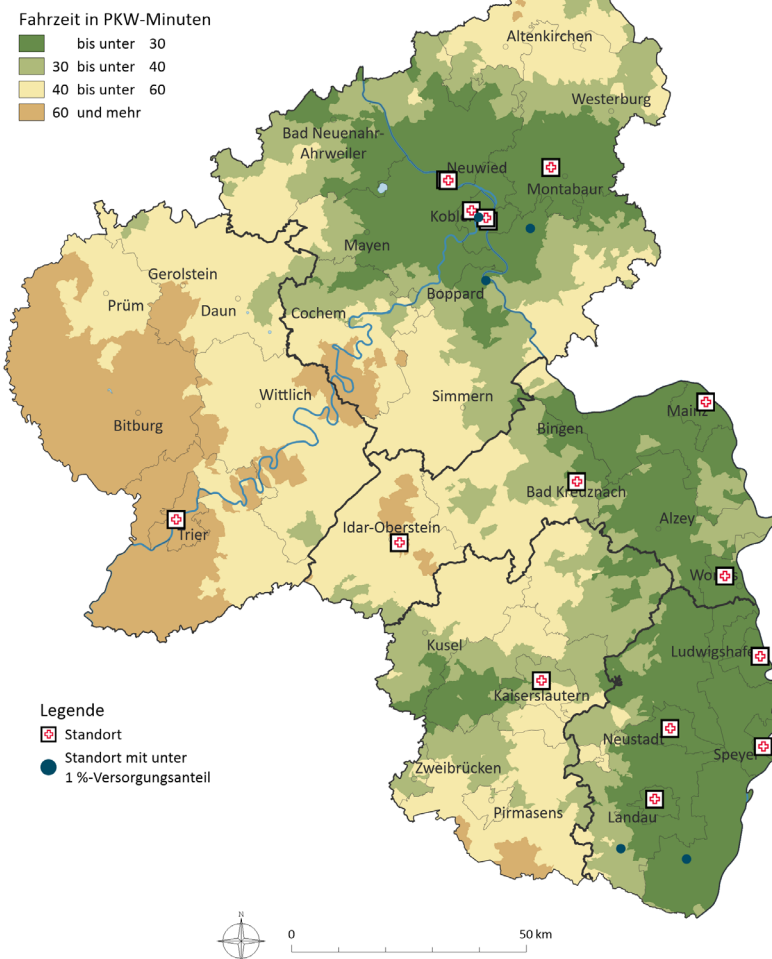 Fahrzeit in PKW-Minuten
bis unter 30
30 bis unter 40
40 bis unter 60
60 und mehr
Altenkirchen
Westerburg
Bad Neuenahr-
Ahrweiler
Neuwied
Montabaur
Koble
Mayen
Gerolstein
Prüm
Daun
Boppard
Cochem
Wittlich
Simmern
Bitburg
Mainz
Bingen
Bad Kreuznach
Alzey
Idar-Oberstein
Trier
Worms
Kusel
Ludwigshafe
Kaiserslautern
Neustadt
Speyer
Zweibrücken
Pirmasens
Landau
Legende
Standort
Standort mit unter
1 %-Versorgungsanteil
N
0 50 km